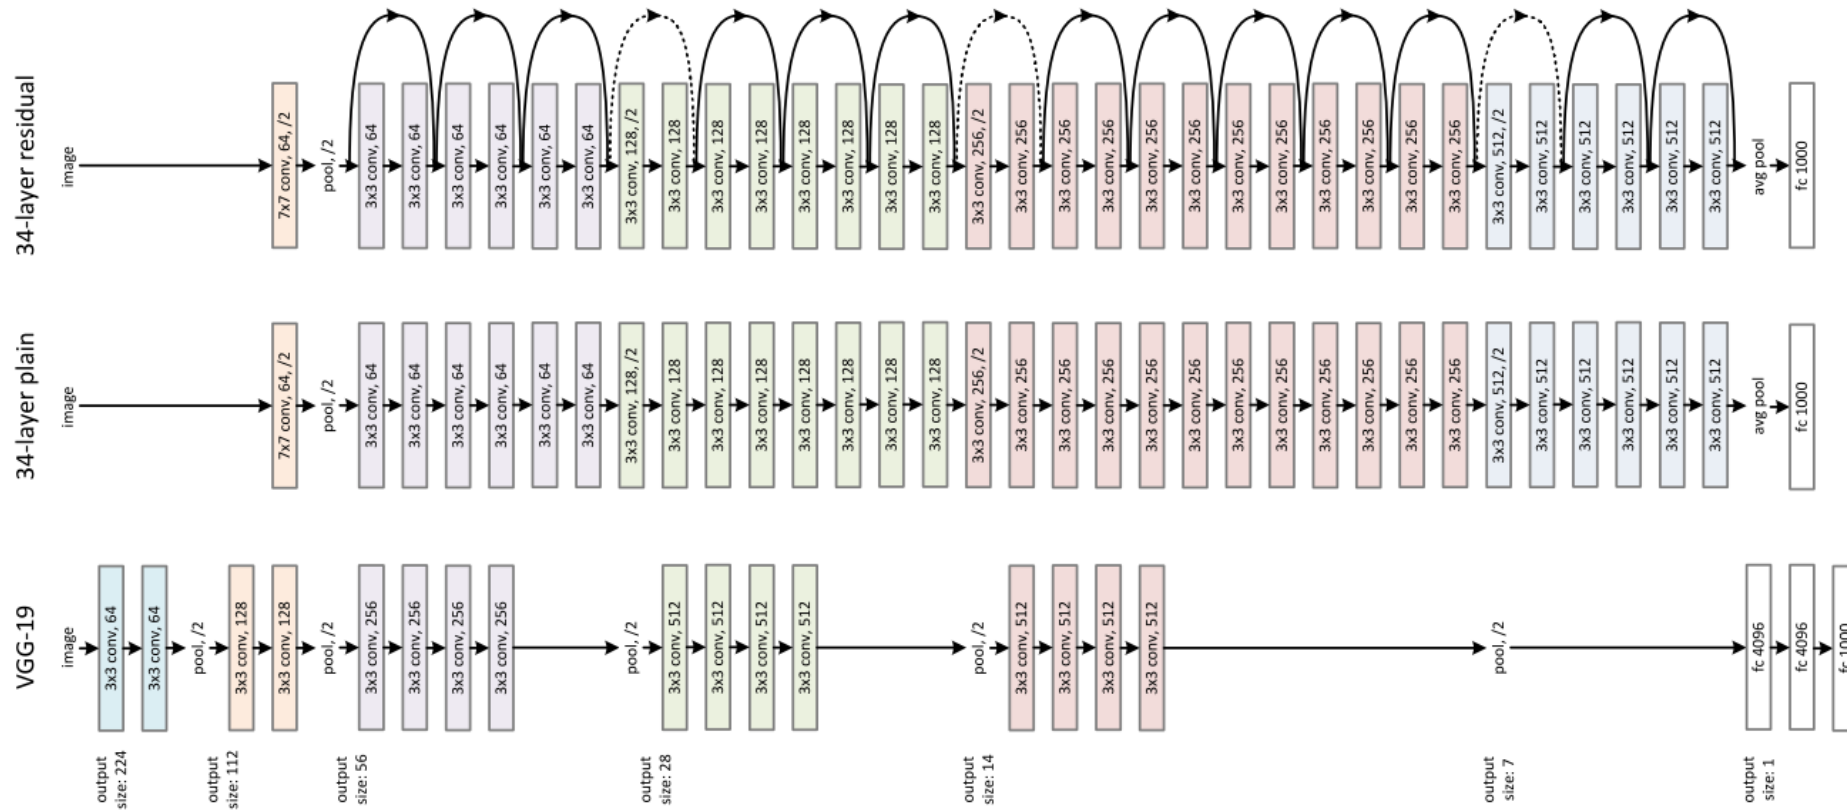 VGG-19
34-layer plain
34-layer residual
output
size: 224
output
size: 112
output
size: 56
output
size: 28
output
size: 14
output
size: 7
output
size: 1
image
3x3 conv, 64
3x3 conv, 64
pool, /2
3x3 conv, 128
3x3 conv, 128
pool, /2
3x3 conv, 256
3x3 conv, 256
3x3 conv, 256
3x3 conv, 256
pool, /2
3x3 conv, 512
3x3 conv, 512
3x3 conv, 512
3x3 conv, 512
pool, /2
3x3 conv, 512
3x3 conv, 512
3x3 conv, 512
3x3 conv, 512
pool, /2
fc 4096
fc 4096
fc 1000
image
7x7 conv, 64, /2
pool, /2
3x3 conv, 64
3x3 conv, 64
3x3 conv, 64
3x3 conv, 64
3x3 conv, 64
3x3 conv, 64
3x3 conv, 128, /2
3x3 conv, 128
3x3 conv, 128
3x3 conv, 128
3x3 conv, 128
3x3 conv, 128
3x3 conv, 128
3x3 conv, 128
3x3 conv, 256, /2
3x3 conv, 256
3x3 conv, 256
3x3 conv, 256
3x3 conv, 256
3x3 conv, 256
3x3 conv, 256
3x3 conv, 256
3x3 conv, 256
3x3 conv, 256
3x3 conv, 256
3x3 conv, 256
3x3 conv, 512, /2
3x3 conv, 512
3x3 conv, 512
3x3 conv, 512
3x3 conv, 512
3x3 conv, 512
avg pool
fc 1000
image
7x7 conv, 64, /2
pool, /2
3x3 conv, 64
3x3 conv, 64
3x3 conv, 64
3x3 conv, 64
3x3 conv, 64
3x3 conv, 64
3x3 conv, 128, /2
3x3 conv, 128
3x3 conv, 128
3x3 conv, 128
3x3 conv, 128
3x3 conv, 128
3x3 conv, 128
3x3 conv, 128
3x3 conv, 256, /2
3x3 conv, 256
3x3 conv, 256
3x3 conv, 256
3x3 conv, 256
3x3 conv, 256
3x3 conv, 256
3x3 conv, 256
3x3 conv, 256
3x3 conv, 256
3x3 conv, 256
3x3 conv, 256
3x3 conv, 512, /2
3x3 conv, 512
3x3 conv, 512
3x3 conv, 512
3x3 conv, 512
3x3 conv, 512
avg pool
fc 1000